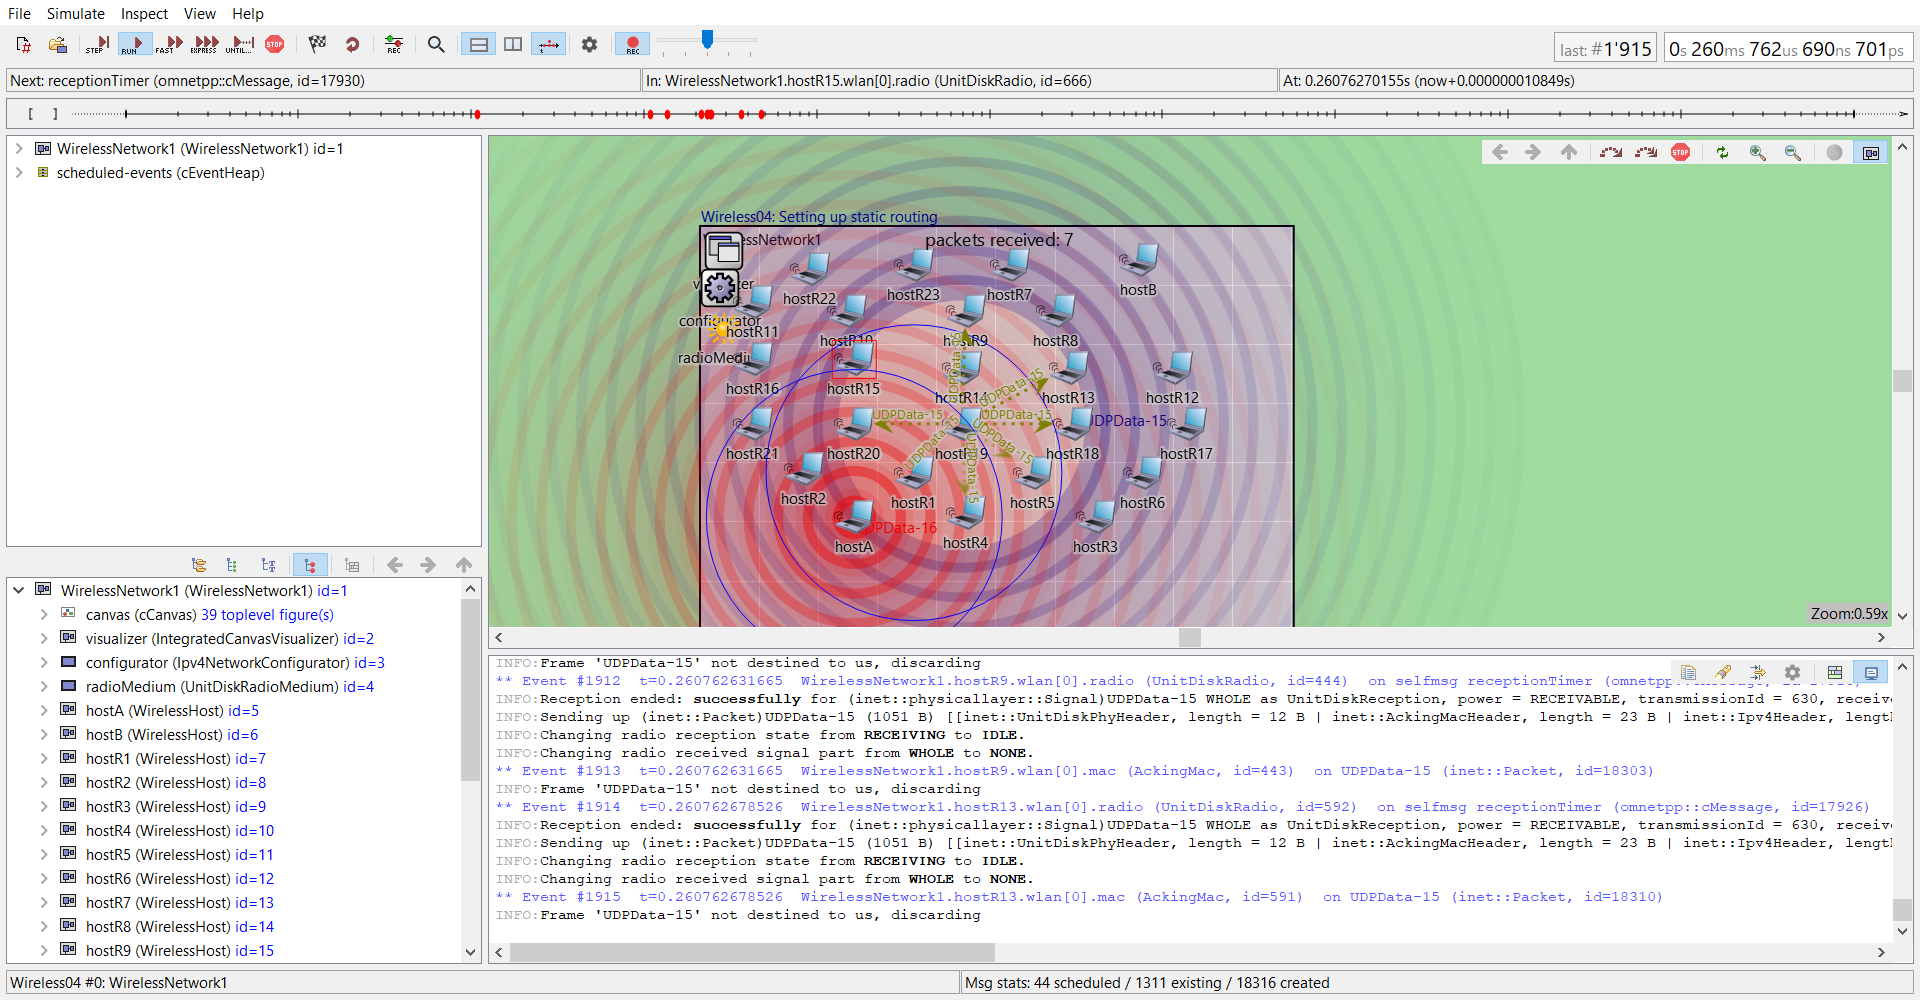 File Simulate Inspect View Help
STEP RUN FAST EXPRESS UNTIL... STOP REC REC
last: #1'915 0s 260ms 762us 690ns 701ps
Next: receptionTimer (omnetpp::cMessage, id=17930) In: WirelessNetwork1.hostR15.wlan[0].radio (UnitDiskRadio, id=666) At: 0.26076270155s (now+0.000000010849s)
[ ]
WirelessNetwork1 (WirelessNetwork1) id=1
scheduled-events (cEventHeap)
WirelessNetwork1 (WirelessNetwork1) id=1
canvas (cCanvas) 39 toplevel figure(s)
visualizer (IntegratedCanvasVisualizer) id=2
configurator (Ipv4NetworkConfigurator) id=3
radioMedium (UnitDiskRadioMedium) id=4
hostA (WirelessHost) id=5
hostB (WirelessHost) id=6
hostR1 (WirelessHost) id=7
hostR2 (WirelessHost) id=8
hostR3 (WirelessHost) id=9
hostR4 (WirelessHost) id=10
hostR5 (WirelessHost) id=11
hostR6 (WirelessHost) id=12
hostR7 (WirelessHost) id=13
hostR8 (WirelessHost) id=14
hostR9 (WirelessHost) id=15
STOP
Wireless04: Setting up static routing
essNetwork1 packets received: 7
hostR22 hostR23 hostR7 hostB
configurator
hostR11 hostR10 hostR9 hostR8
radioMedi
hostR16 hostR15 hostR14 hostR13 hostR12
UDPData-15
UDPData-15
UDPData-15 UDPData-15 UDPData-15
hostR21 hostR20 hostR19 hostR18 hostR17
UDPData-15
UDPData-15
UDPData-15
hostR2 hostR1 hostR5 hostR6
PData-16
hostA hostR4 hostR3
Zoom:0.59x
INFO:Frame 'UDPData-15' not destined to us, discarding
** Event #1912 t=0.260762631665 WirelessNetwork1.hostR9.wlan[0].radio (UnitDiskRadio, id=444) on selfmsg receptionTimer (omnetpp::
INFO:Reception ended: successfully for (inet::physicallayer::Signal)UDPData-15 WHOLE as UnitDiskReception, power = RECEIVABLE, transmissionId = 630, receiv
INFO:Sending up (inet::Packet)UDPData-15 (1051 B) [[inet::UnitDiskPhyHeader, length = 12 B | inet::AckingMacHeader, length = 23 B | inet::Ipv4Header, lengt
INFO:Changing radio reception state from RECEIVING to IDLE.
INFO:Changing radio received signal part from WHOLE to NONE.
** Event #1913 t=0.260762631665 WirelessNetwork1.hostR9.wlan[0].mac (AckingMac, id=443) on UDPData-15 (inet::Packet, id=18303)
INFO:Frame 'UDPData-15' not destined to us, discarding
** Event #1914 t=0.260762678526 WirelessNetwork1.hostR13.wlan[0].radio (UnitDiskRadio, id=592) on selfmsg receptionTimer (omnetpp::cMessage, id=17926)
INFO:Reception ended: successfully for (inet::physicallayer::Signal)UDPData-15 WHOLE as UnitDiskReception, power = RECEIVABLE, transmissionId = 630, receiv
INFO:Sending up (inet::Packet)UDPData-15 (1051 B) [[inet::UnitDiskPhyHeader, length = 12 B | inet::AckingMacHeader, length = 23 B | inet::Ipv4Header, lengt
INFO:Changing radio reception state from RECEIVING to IDLE.
INFO:Changing radio received signal part from WHOLE to NONE.
** Event #1915 t=0.260762678526 WirelessNetwork1.hostR13.wlan[0].mac (AckingMac, id=591) on UDPData-15 (inet::Packet, id=18310)
INFO:Frame 'UDPData-15' not destined to us, discarding
Wireless04 #0: WirelessNetwork1 Msg stats: 44 scheduled / 1311 existing / 18316 created